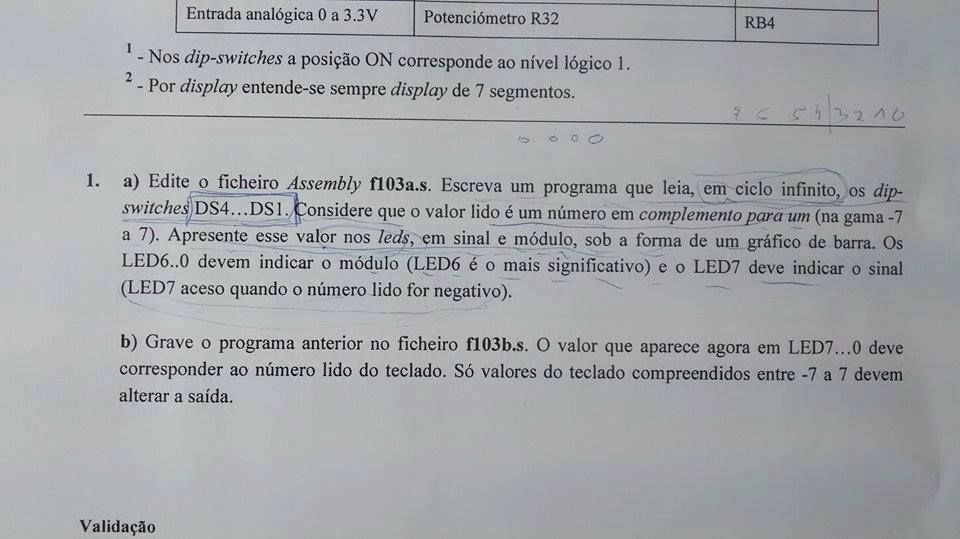 Entrada analógica 0 a 3.3V Potenciómetro R32 RB4
1 - Nos dip-switches a posição ON corresponde ao nível lógico 1.
2 - Por display entende-se sempre display de 7 segmentos.
7 6 5 4 | 3 2 1 0
0 0 0 0
1. a) Edite o ficheiro Assembly f103a.s. Escreva um programa que leia, em ciclo infinito, os dip-
switches DS4…DS1. Considere que o valor lido é um número em complemento para um (na gama -7
a 7). Apresente esse valor nos leds, em sinal e módulo, sob a forma de um gráfico de barra. Os
LED6..0 devem indicar o módulo (LED6 é o mais significativo) e o LED7 deve indicar o sinal
(LED7 aceso quando o número lido for negativo).
b) Grave o programa anterior no ficheiro f103b.s. O valor que aparece agora em LED7…0 deve
corresponder ao número lido do teclado. Só valores do teclado compreendidos entre -7 a 7 devem
alterar a saída.
Validação